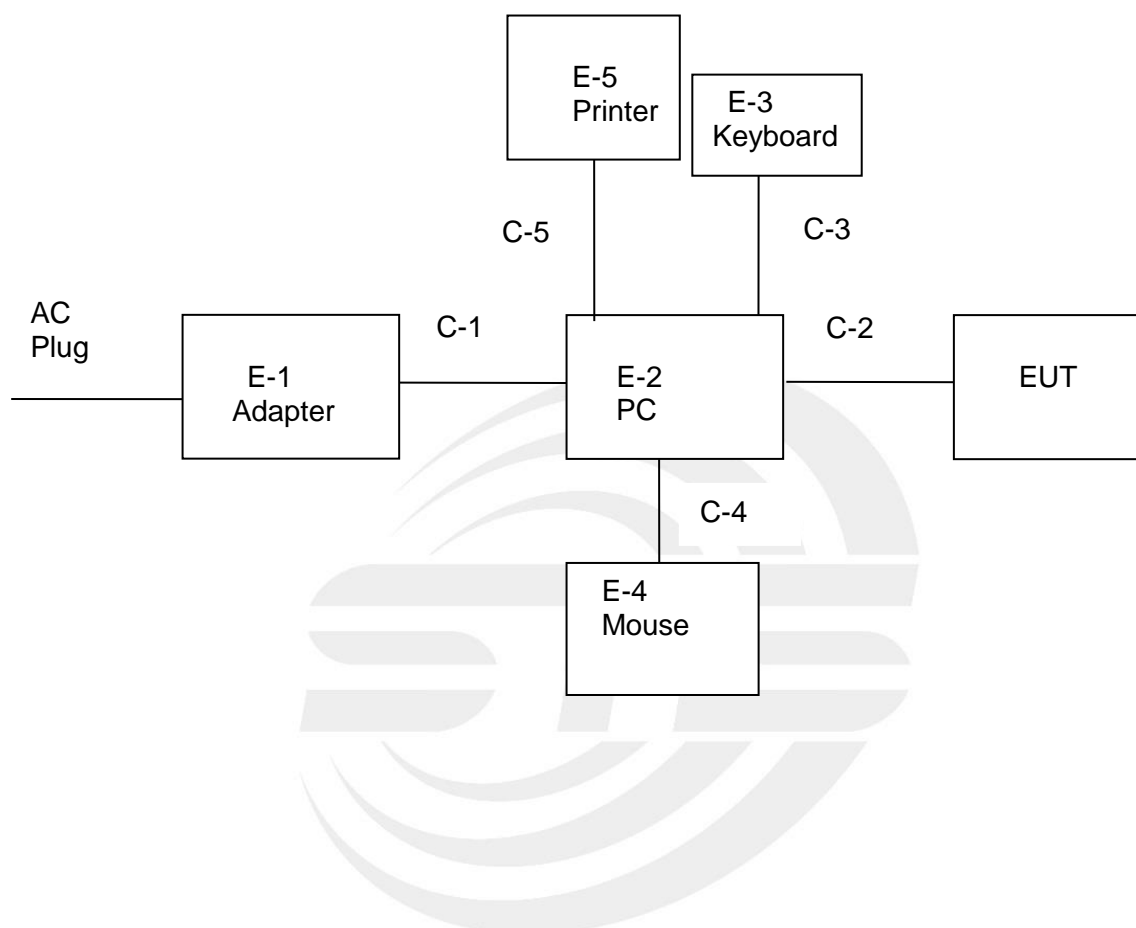 E-5
Printer
E-3
Keyboard
C-5
C-3
AC
Plug
C-1
C-2
E-1
Adapter
E-2
PC
EUT
C-4
E-4
Mouse